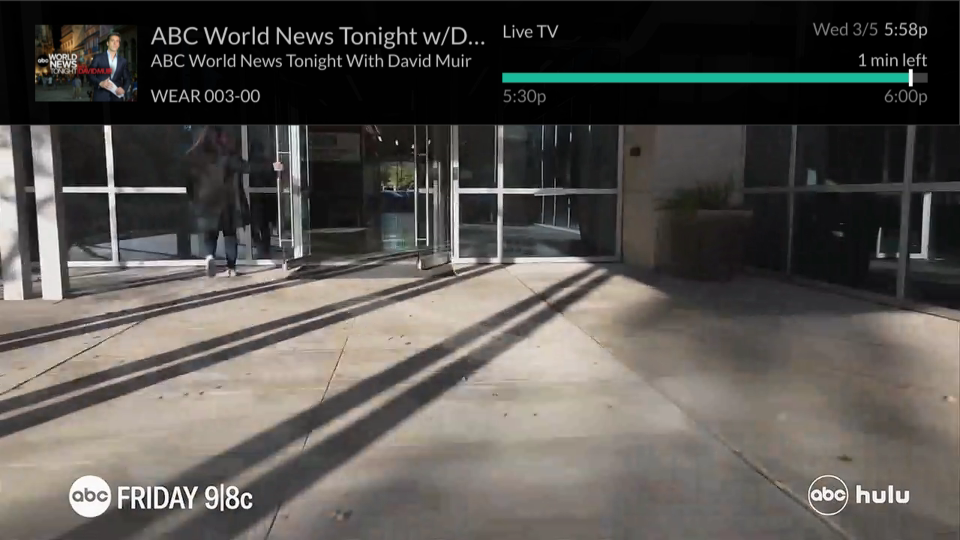 ABC World News Tonight w/D...
ABC World News Tonight With David Muir
WEAR 003-00
Live TV
Wed 3/5 5:58p
1 min left
5:30p
6:00p
abc
WORLD
NEWS
TONIGHT
DAVID MUIR
abc FRIDAY 9|8c
abc hulu